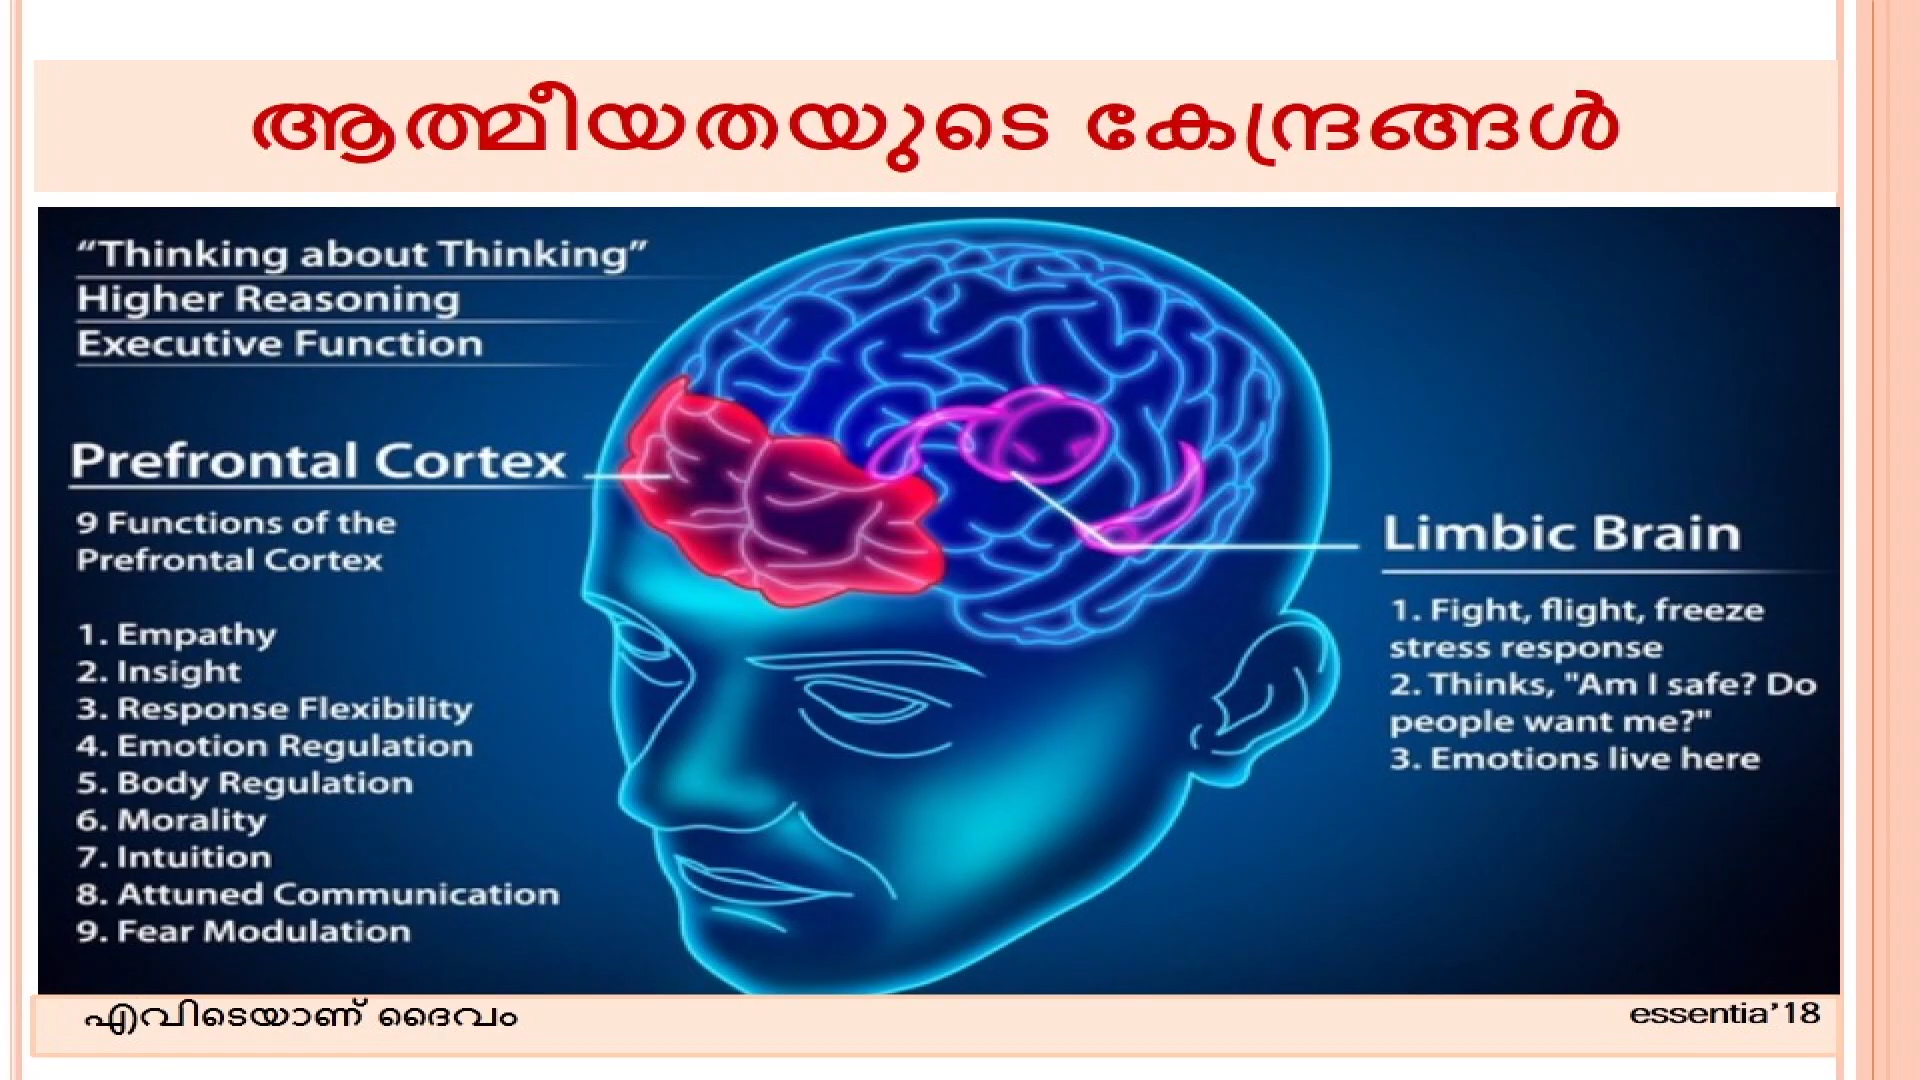 ആത്മീയതയുടെ കേന്ദ്രങ്ങൾ
“Thinking about Thinking”
Higher Reasoning
Executive Function
Prefrontal Cortex
9 Functions of the
Prefrontal Cortex
1. Empathy
2. Insight
3. Response Flexibility
4. Emotion Regulation
5. Body Regulation
6. Morality
7. Intuition
8. Attuned Communication
9. Fear Modulation
Limbic Brain
1. Fight, flight, freeze
stress response
2. Thinks, "Am I safe? Do
people want me?"
3. Emotions live here
എവിടെയാണ് ദൈവം
essentia’18